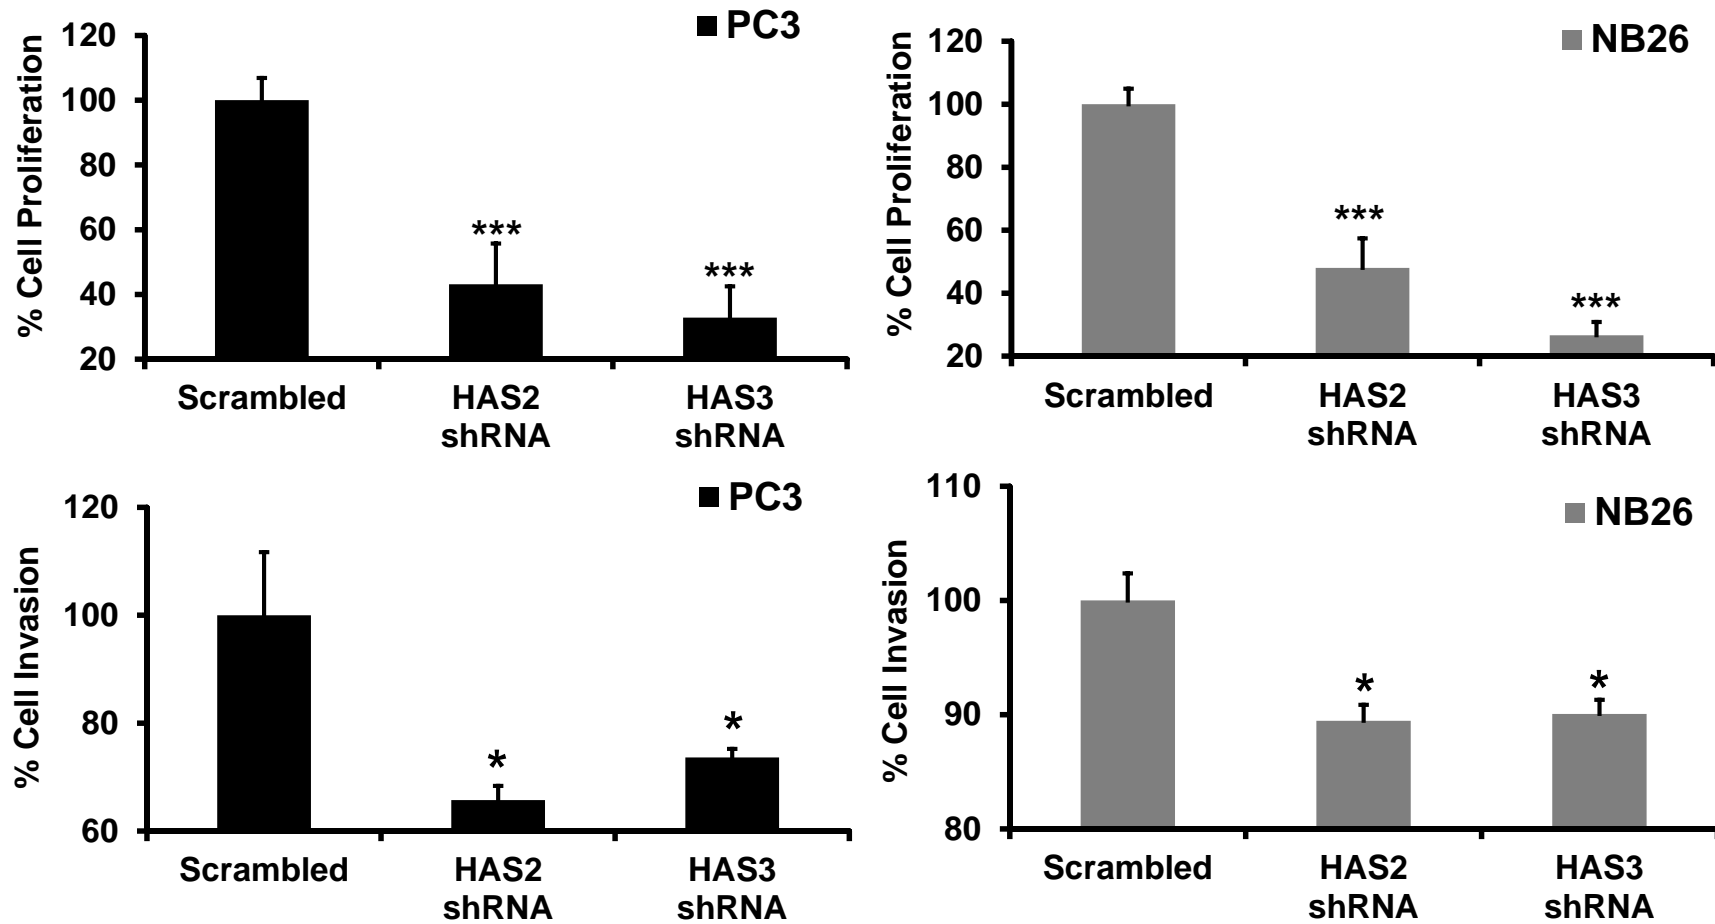 PC3
% Cell Proliferation
120
100
80
60
40
20
***
***
Scrambled
HAS2
shRNA
HAS3
shRNA
NB26
% Cell Proliferation
120
100
80
60
40
20
***
***
Scrambled
HAS2
shRNA
HAS3
shRNA
PC3
% Cell Invasion
120
100
80
60
*
*
Scrambled
HAS2
shRNA
HAS3
shRNA
NB26
% Cell Invasion
110
100
90
80
*
*
Scrambled
HAS2
shRNA
HAS3
shRNA